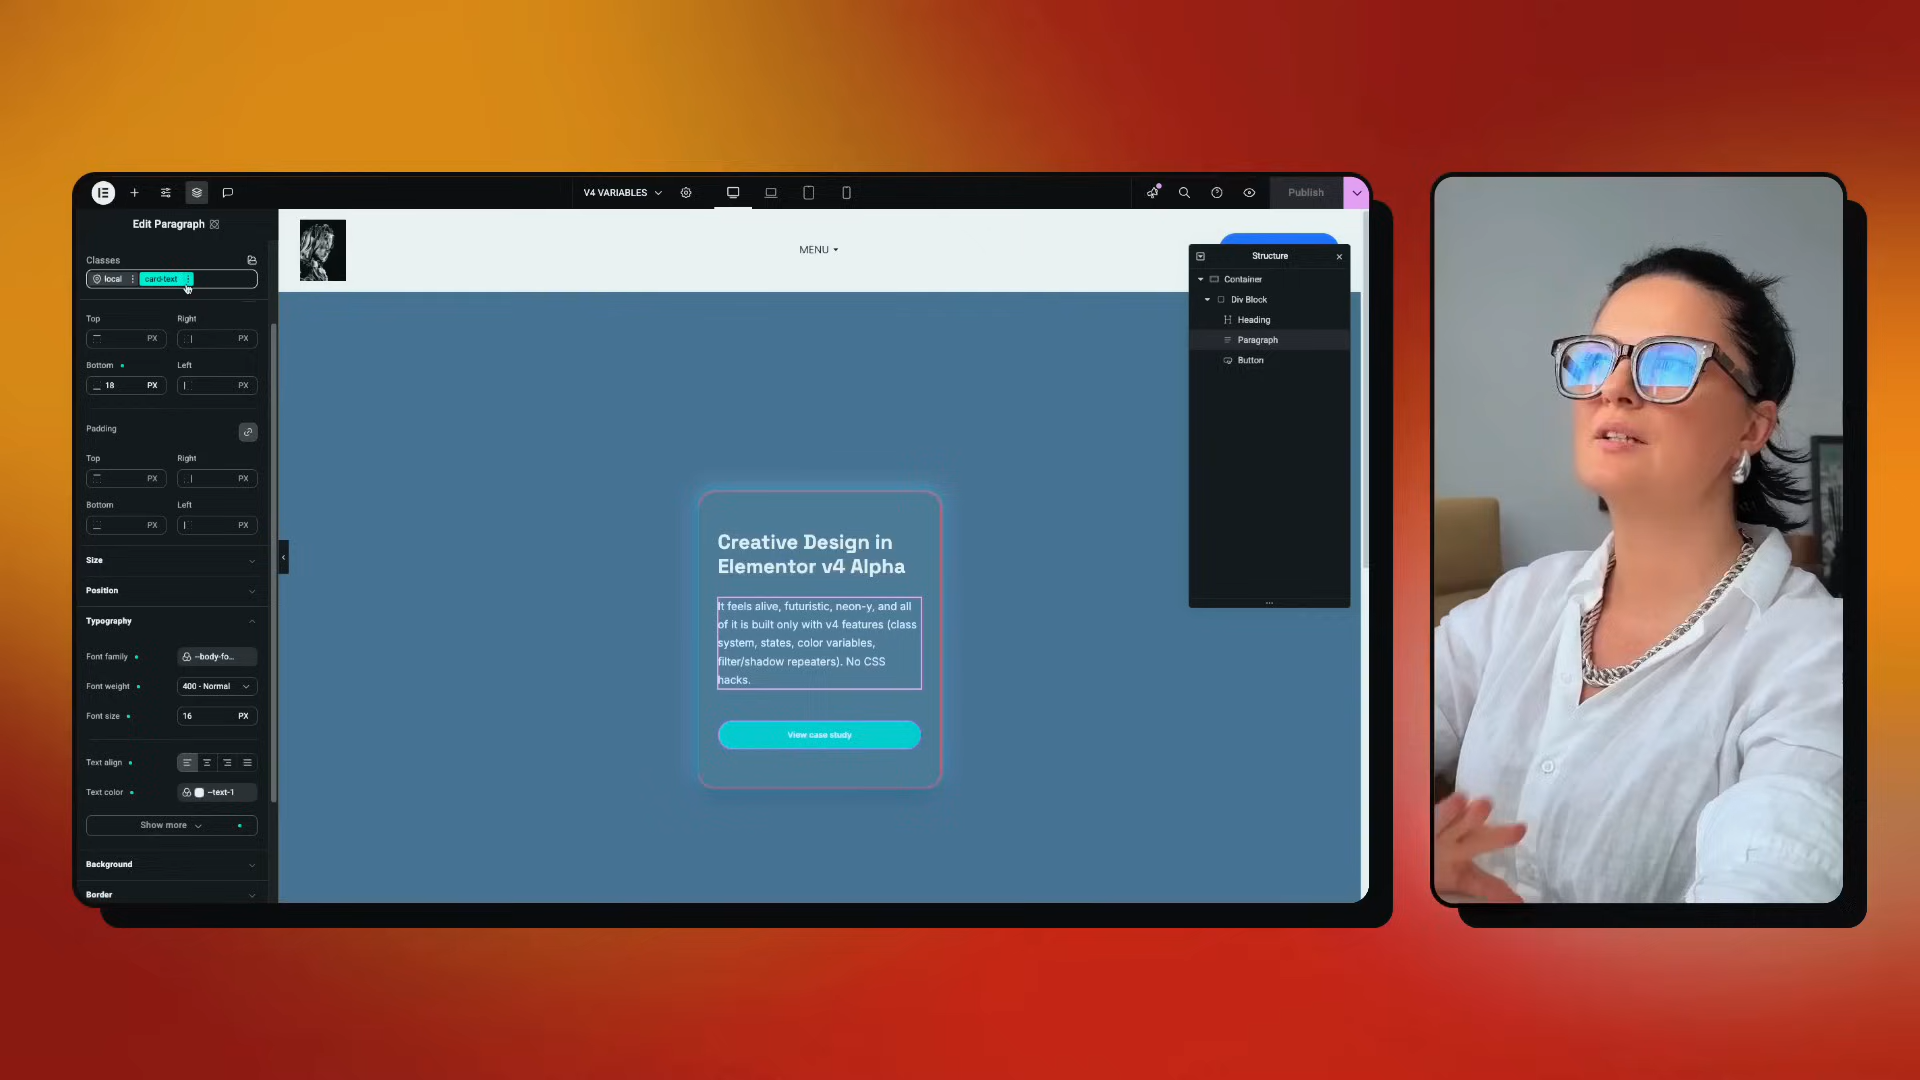 V4 VARIABLES
Publish
Edit Paragraph
Classes
local
card-text
Top
Right
PX
PX
Bottom
Left
18
PX
PX
Padding
Top
Right
PX
PX
Bottom
Left
PX
PX
Size
Position
Typography
Font family
--body-fo...
Font weight
400 - Normal
Font size
16
PX
Text align
Text color
--text-1
Show more
Background
Border
MENU
Creative Design in
Elementor v4 Alpha
It feels alive, futuristic, neon-y, and all
of it is built only with v4 features (class
system, states, color variables,
filter/shadow repeaters). No CSS
hacks.
View case study
Structure
Container
Div Block
Heading
Paragraph
Button